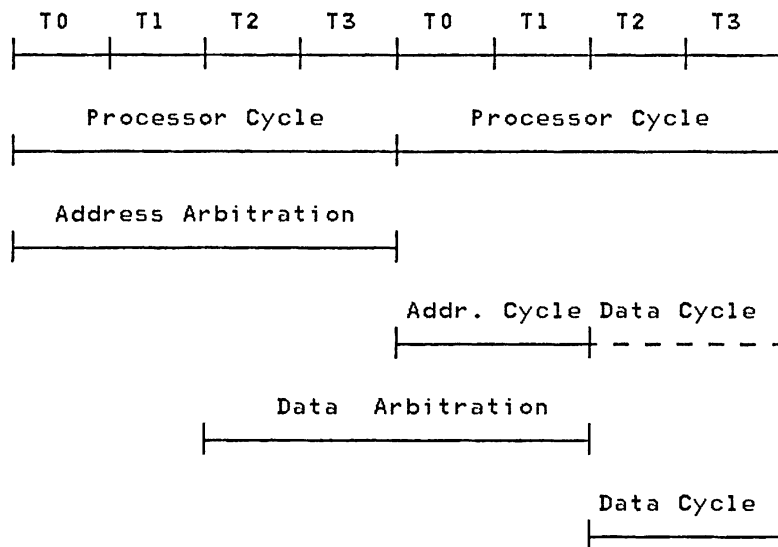 T0 T1 T2 T3 T0 T1 T2 T3
Processor Cycle Processor Cycle
Address Arbitration
Addr. Cycle Data Cycle
Data Arbitration
Data Cycle